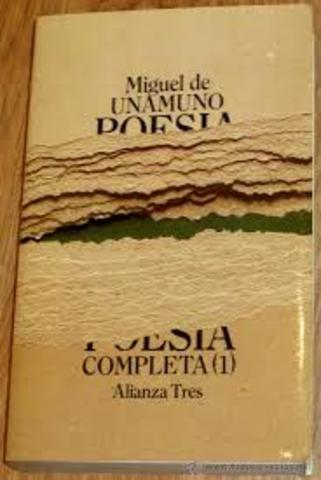 Miguel de
UNAMUNO
POESIA
POESIA
COMPLETA (1)
Alianza Tres